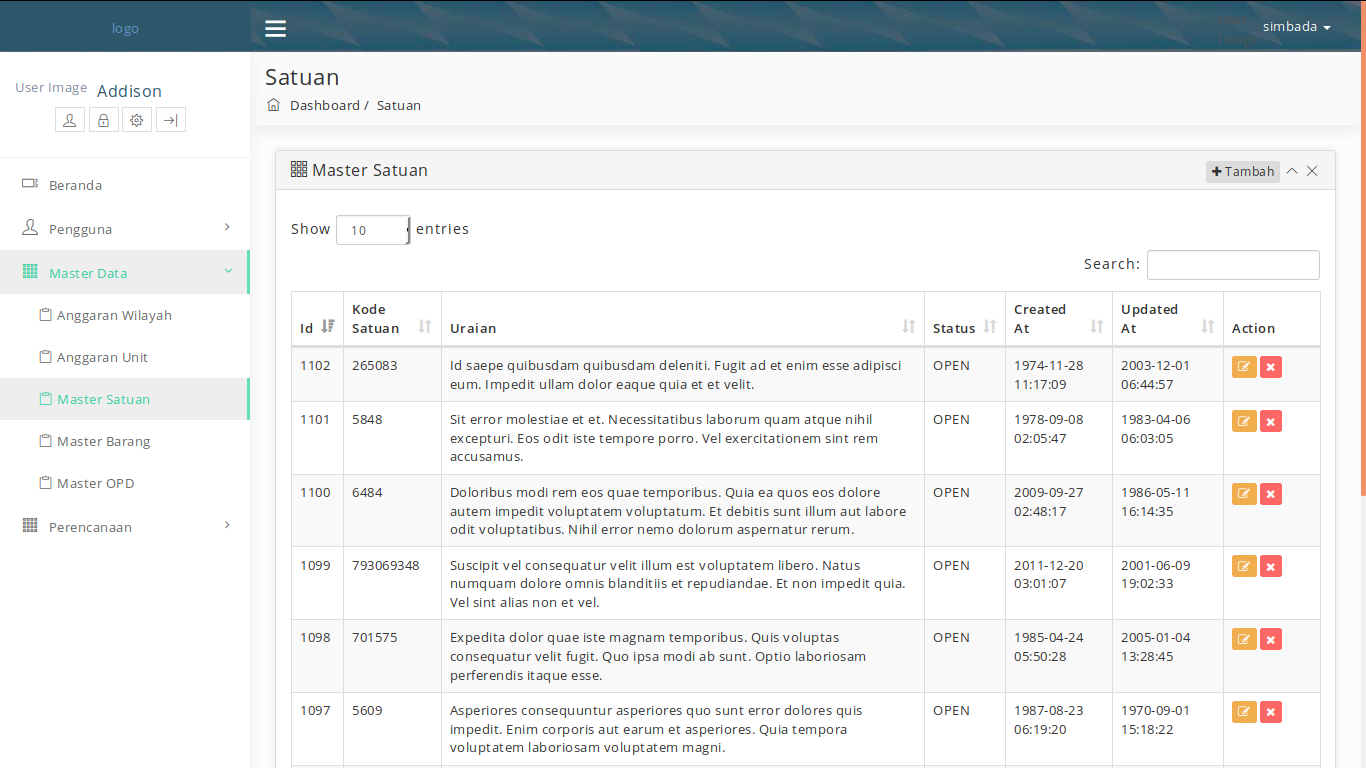 logo
simbada
User Image Addison
Satuan
Dashboard / Satuan
Beranda
Pengguna
Master Data
Anggaran Wilayah
Anggaran Unit
Master Satuan
Master Barang
Master OPD
Perencanaan
Master Satuan
Tambah
Show 10 entries
Search:
Id Kode Satuan Uraian Status Created At Updated At Action
1102 265083 Id saepe quibusdam quibusdam deleniti. Fugit ad et enim esse adipisci OPEN 1974-11-28 2003-12-01
eum. Impedit ullam dolor eaque quia et et velit. 11:17:09 06:44:57
1101 5848 Sit error molestiae et et. Necessitatibus laborum quam atque nihil OPEN 1978-09-08 1983-04-06
excepturi. Eos odit iste tempore porro. Vel exercitationem sint rem 02:05:47 06:03:05
accusamus.
1100 6484 Doloribus modi rem eos quae temporibus. Quia ea quos eos dolore OPEN 2009-09-27 1986-05-11
autem impedit voluptatem voluptatum. Et debitis sunt illum aut labore 02:48:17 16:14:35
odit voluptatibus. Nihil error nemo dolorum aspernatur rerum.
1099 793069348 Suscipit vel consequatur velit illum est voluptatem libero. Natus OPEN 2011-12-20 2001-06-09
numquam dolore omnis blanditiis et repudiandae. Et non impedit quia. 03:01:07 19:02:33
Vel sint alias non et vel.
1098 701575 Expedita dolor quae iste magnam temporibus. Quis voluptas OPEN 1985-04-24 2005-01-04
consequatur velit fugit. Quo ipsa modi ab sunt. Optio laboriosam 05:50:28 13:28:45
perferendis itaque esse.
1097 5609 Asperiores consequuntur asperiores quo sunt error dolores quis OPEN 1987-08-23 1970-09-01
impedit. Enim corporis aut earum et asperiores. Quia tempora 06:19:20 15:18:22
voluptatem laboriosam voluptatem magni.